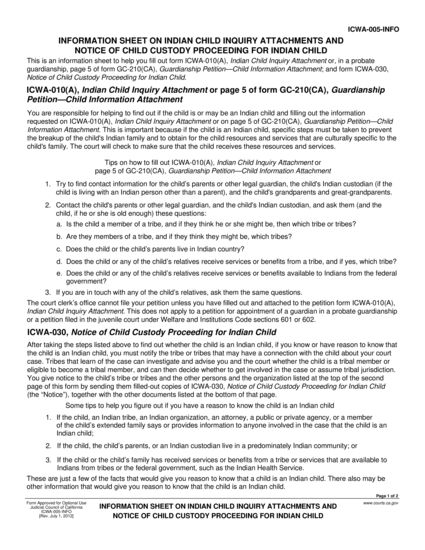 ICWA-005-INFO
INFORMATION SHEET ON INDIAN CHILD INQUIRY ATTACHMENTS AND
NOTICE OF CHILD CUSTODY PROCEEDING FOR INDIAN CHILD
This is an information sheet to help you fill out form ICWA-010(A), Indian Child Inquiry Attachment or, in a probate
guardianship, page 5 of form GC-210(CA), Guardianship Petition—Child Information Attachment; and form ICWA-030,
Notice of Child Custody Proceeding for Indian Child.
ICWA-010(A), Indian Child Inquiry Attachment or page 5 of form GC-210(CA), Guardianship
Petition—Child Information Attachment
You are responsible for helping to find out if the child is or may be an Indian child and filling out the information
requested on ICWA-010(A), Indian Child Inquiry Attachment or on page 5 of GC-210(CA), Guardianship Petition—Child
Information Attachment. This is important because if the child is an Indian child, specific steps must be taken to prevent
the breakup of the child's Indian family and to obtain for the child resources and services that are culturally specific to the
child's family. The court will check to make sure that the child receives these resources and services.
Tips on how to fill out ICWA-010(A), Indian Child Inquiry Attachment or
page 5 of GC-210(CA), Guardianship Petition—Child Information Attachment
1. Try to find contact information for the child's parents or other legal guardian, the child's Indian custodian (if the
child is living with an Indian person other than a parent), and the child's grandparents and great-grandparents.
2. Contact the child's parents or other legal guardian, and the child's Indian custodian, and ask them (and the
child, if he or she is old enough) these questions:
a. Is the child a member of a tribe, and if they think he or she might be, then which tribe or tribes?
b. Are they members of a tribe, and if they think they might be, which tribes?
c. Does the child or the child's parents live in Indian country?
d. Does the child or any of the child's relatives receive services or benefits from a tribe, and if yes, which tribe?
e. Does the child or any of the child's relatives receive services or benefits available to Indians from the federal
government?
3. If you are in touch with any of the child's relatives, ask them the same questions.
The court clerk's office cannot file your petition unless you have filled out and attached to the petition form ICWA-010(A),
Indian Child Inquiry Attachment. This does not apply to a petition for appointment of a guardian in a probate guardianship
or a petition filed in the juvenile court under Welfare and Institutions Code sections 601 or 602.
ICWA-030, Notice of Child Custody Proceeding for Indian Child
After taking the steps listed above to find out whether the child is an Indian child, if you know or have reason to know that
the child is an Indian child, you must notify the tribe or tribes that may have a connection with the child about your court
case. Tribes that learn of the case can investigate and advise you and the court whether the child is a tribal member or
eligible to become a tribal member, and can then decide whether to get involved in the case or assume tribal jurisdiction.
You give notice to the child's tribe or tribes and the other persons and the organization listed at the top of the second
page of this form by sending them filled-out copies of ICWA-030, Notice of Child Custody Proceeding for Indian Child
(the "Notice"), together with the other documents listed at the bottom of that page.
Some tips to help you figure out if you have a reason to know the child is an Indian child
1. If the child, an Indian tribe, an Indian organization, an attorney, a public or private agency, or a member
of the child's extended family says or provides information to anyone involved in the case that the child is an
Indian child;
2. If the child, the child's parents, or an Indian custodian live in a predominately Indian community; or
3. If the child or the child's family has received services or benefits from a tribe or services that are available to
Indians from tribes or the federal government, such as the Indian Health Service.
These are just a few of the facts that would give you reason to know that a child is an Indian child. There also may be
other information that would give you reason to know the child is an Indian child.
Page 1 of 2
Form Approved for Optional Use
Judicial Council of California
ICWA-005-INFO
[Rev. July 1, 2012]
INFORMATION SHEET ON INDIAN CHILD INQUIRY ATTACHMENTS AND
NOTICE OF CHILD CUSTODY PROCEEDING FOR INDIAN CHILD
www.courts.ca.gov